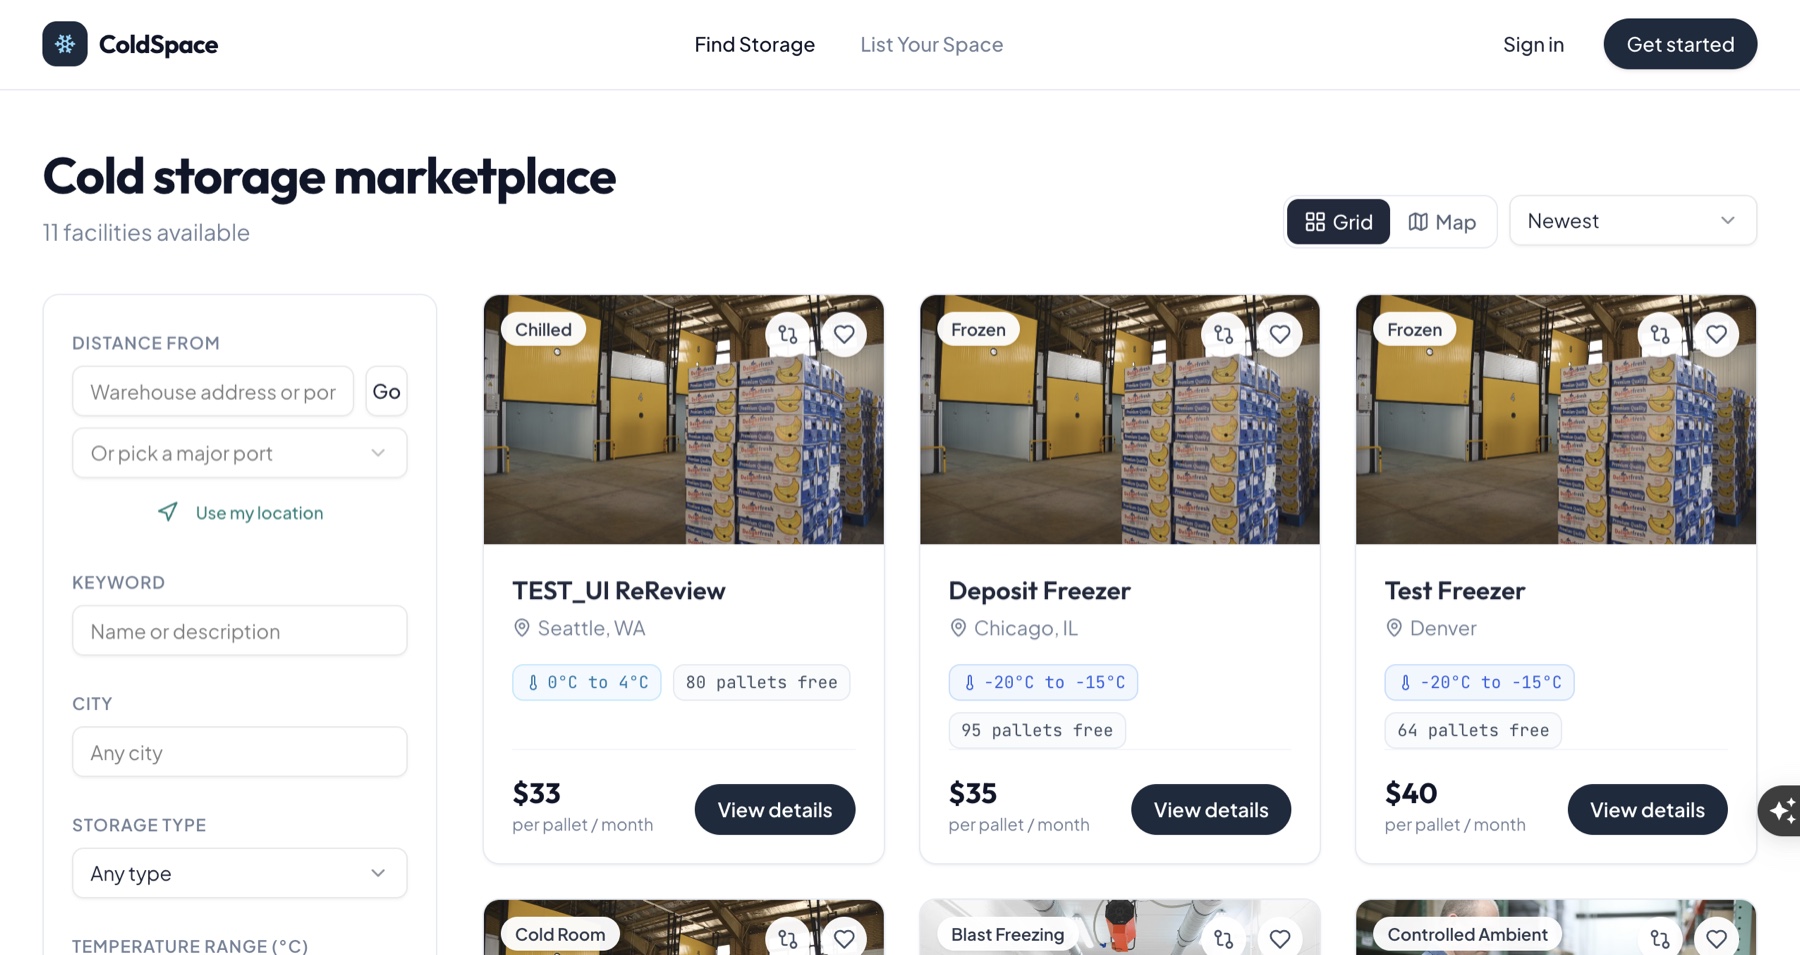 ColdSpace
Find Storage
List Your Space
Sign in
Get started
Cold storage marketplace
11 facilities available
Grid
Map
Newest
DISTANCE FROM
Warehouse address or por
Go
Or pick a major port
Use my location
KEYWORD
Name or description
CITY
Any city
STORAGE TYPE
Any type
TEMPERATURE RANGE (°C)
Chilled
TEST_UI ReReview
Seattle, WA
0°C to 4°C
80 pallets free
$33
per pallet / month
View details
Frozen
Deposit Freezer
Chicago, IL
-20°C to -15°C
95 pallets free
$35
per pallet / month
View details
Frozen
Test Freezer
Denver
-20°C to -15°C
64 pallets free
$40
per pallet / month
View details
Cold Room
Blast Freezing
Controlled Ambient